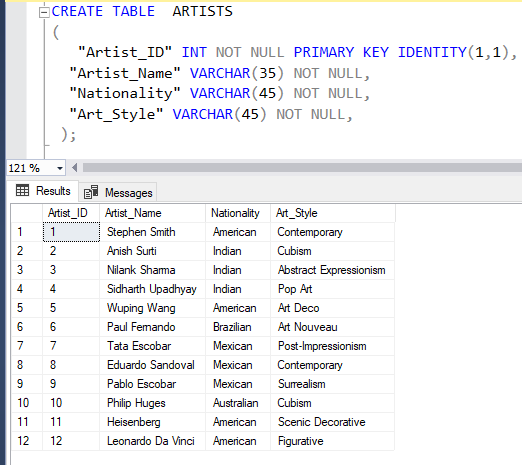 CREATE TABLE ARTISTS
(
"Artist_ID" INT NOT NULL PRIMARY KEY IDENTITY(1,1),
"Artist_Name" VARCHAR(35) NOT NULL,
"Nationality" VARCHAR(45) NOT NULL,
"Art_Style" VARCHAR(45) NOT NULL,
);
121 %
Results Messages
Artist_ID Artist_Name Nationality Art_Style
1 1 Stephen Smith American Contemporary
2 2 Anish Surti Indian Cubism
3 3 Nilank Sharma Indian Abstract Expressionism
4 4 Sidharth Upadhyay Indian Pop Art
5 5 Wuping Wang American Art Deco
6 6 Paul Fernando Brazilian Art Nouveau
7 7 Tata Escobar Mexican Post-Impressionism
8 8 Eduardo Sandoval Mexican Contemporary
9 9 Pablo Escobar Mexican Surrealism
10 10 Philip Huges Australian Cubism
11 11 Heisenberg American Scenic Decorative
12 12 Leonardo Da Vinci American Figurative